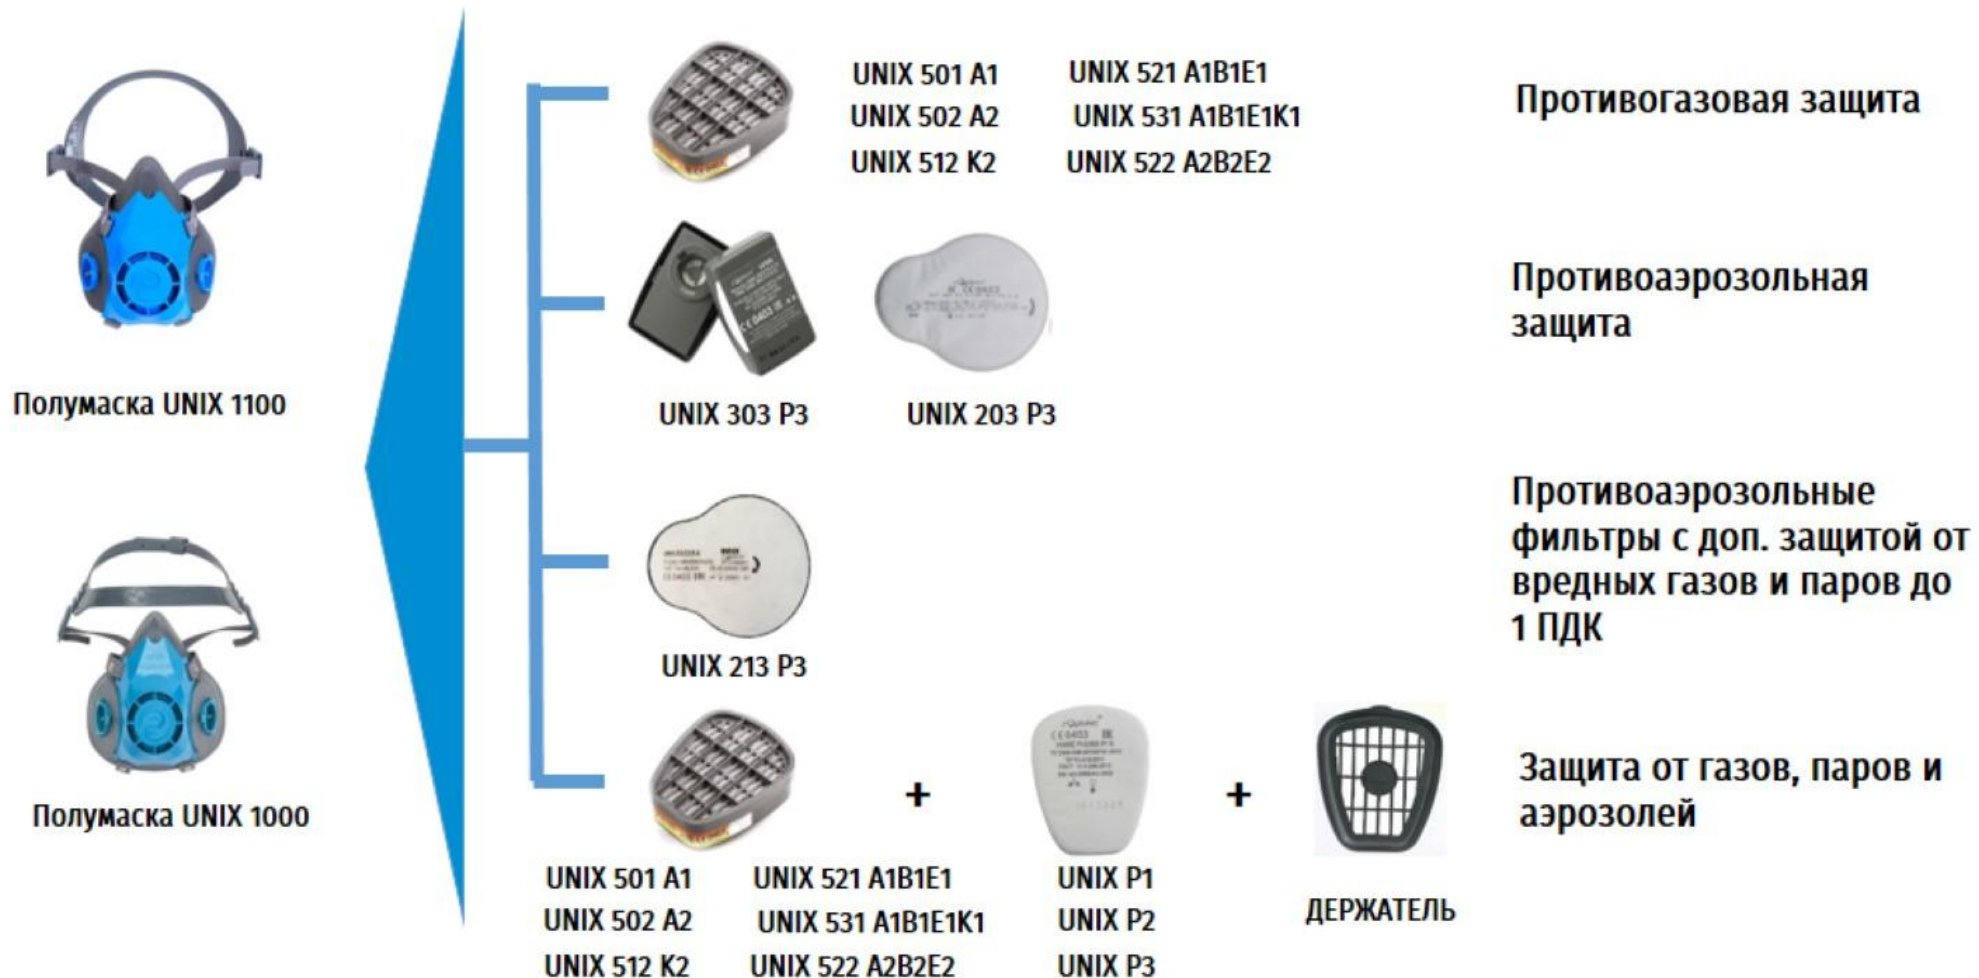 UNIX 501 A1 UNIX 521 A1B1E1
UNIX 502 A2 UNIX 531 A1B1E1K1
UNIX 512 K2 UNIX 522 A2B2E2
Противогазовая защита
Полумаска UNIX 1100
UNIX 303 P3 UNIX 203 P3
Противоаэрозольная
защита
UNIX 213 P3
Противоаэрозольные
фильтры с доп. защитой от
вредных газов и паров до
1 ПДК
Полумаска UNIX 1000
+
+
CE 0403
Защита от газов, паров и
аэрозолей
UNIX 501 A1 UNIX 521 A1B1E1
UNIX 502 A2 UNIX 531 A1B1E1K1
UNIX 512 K2 UNIX 522 A2B2E2
UNIX P1
UNIX P2
UNIX P3
ДЕРЖАТЕЛЬ